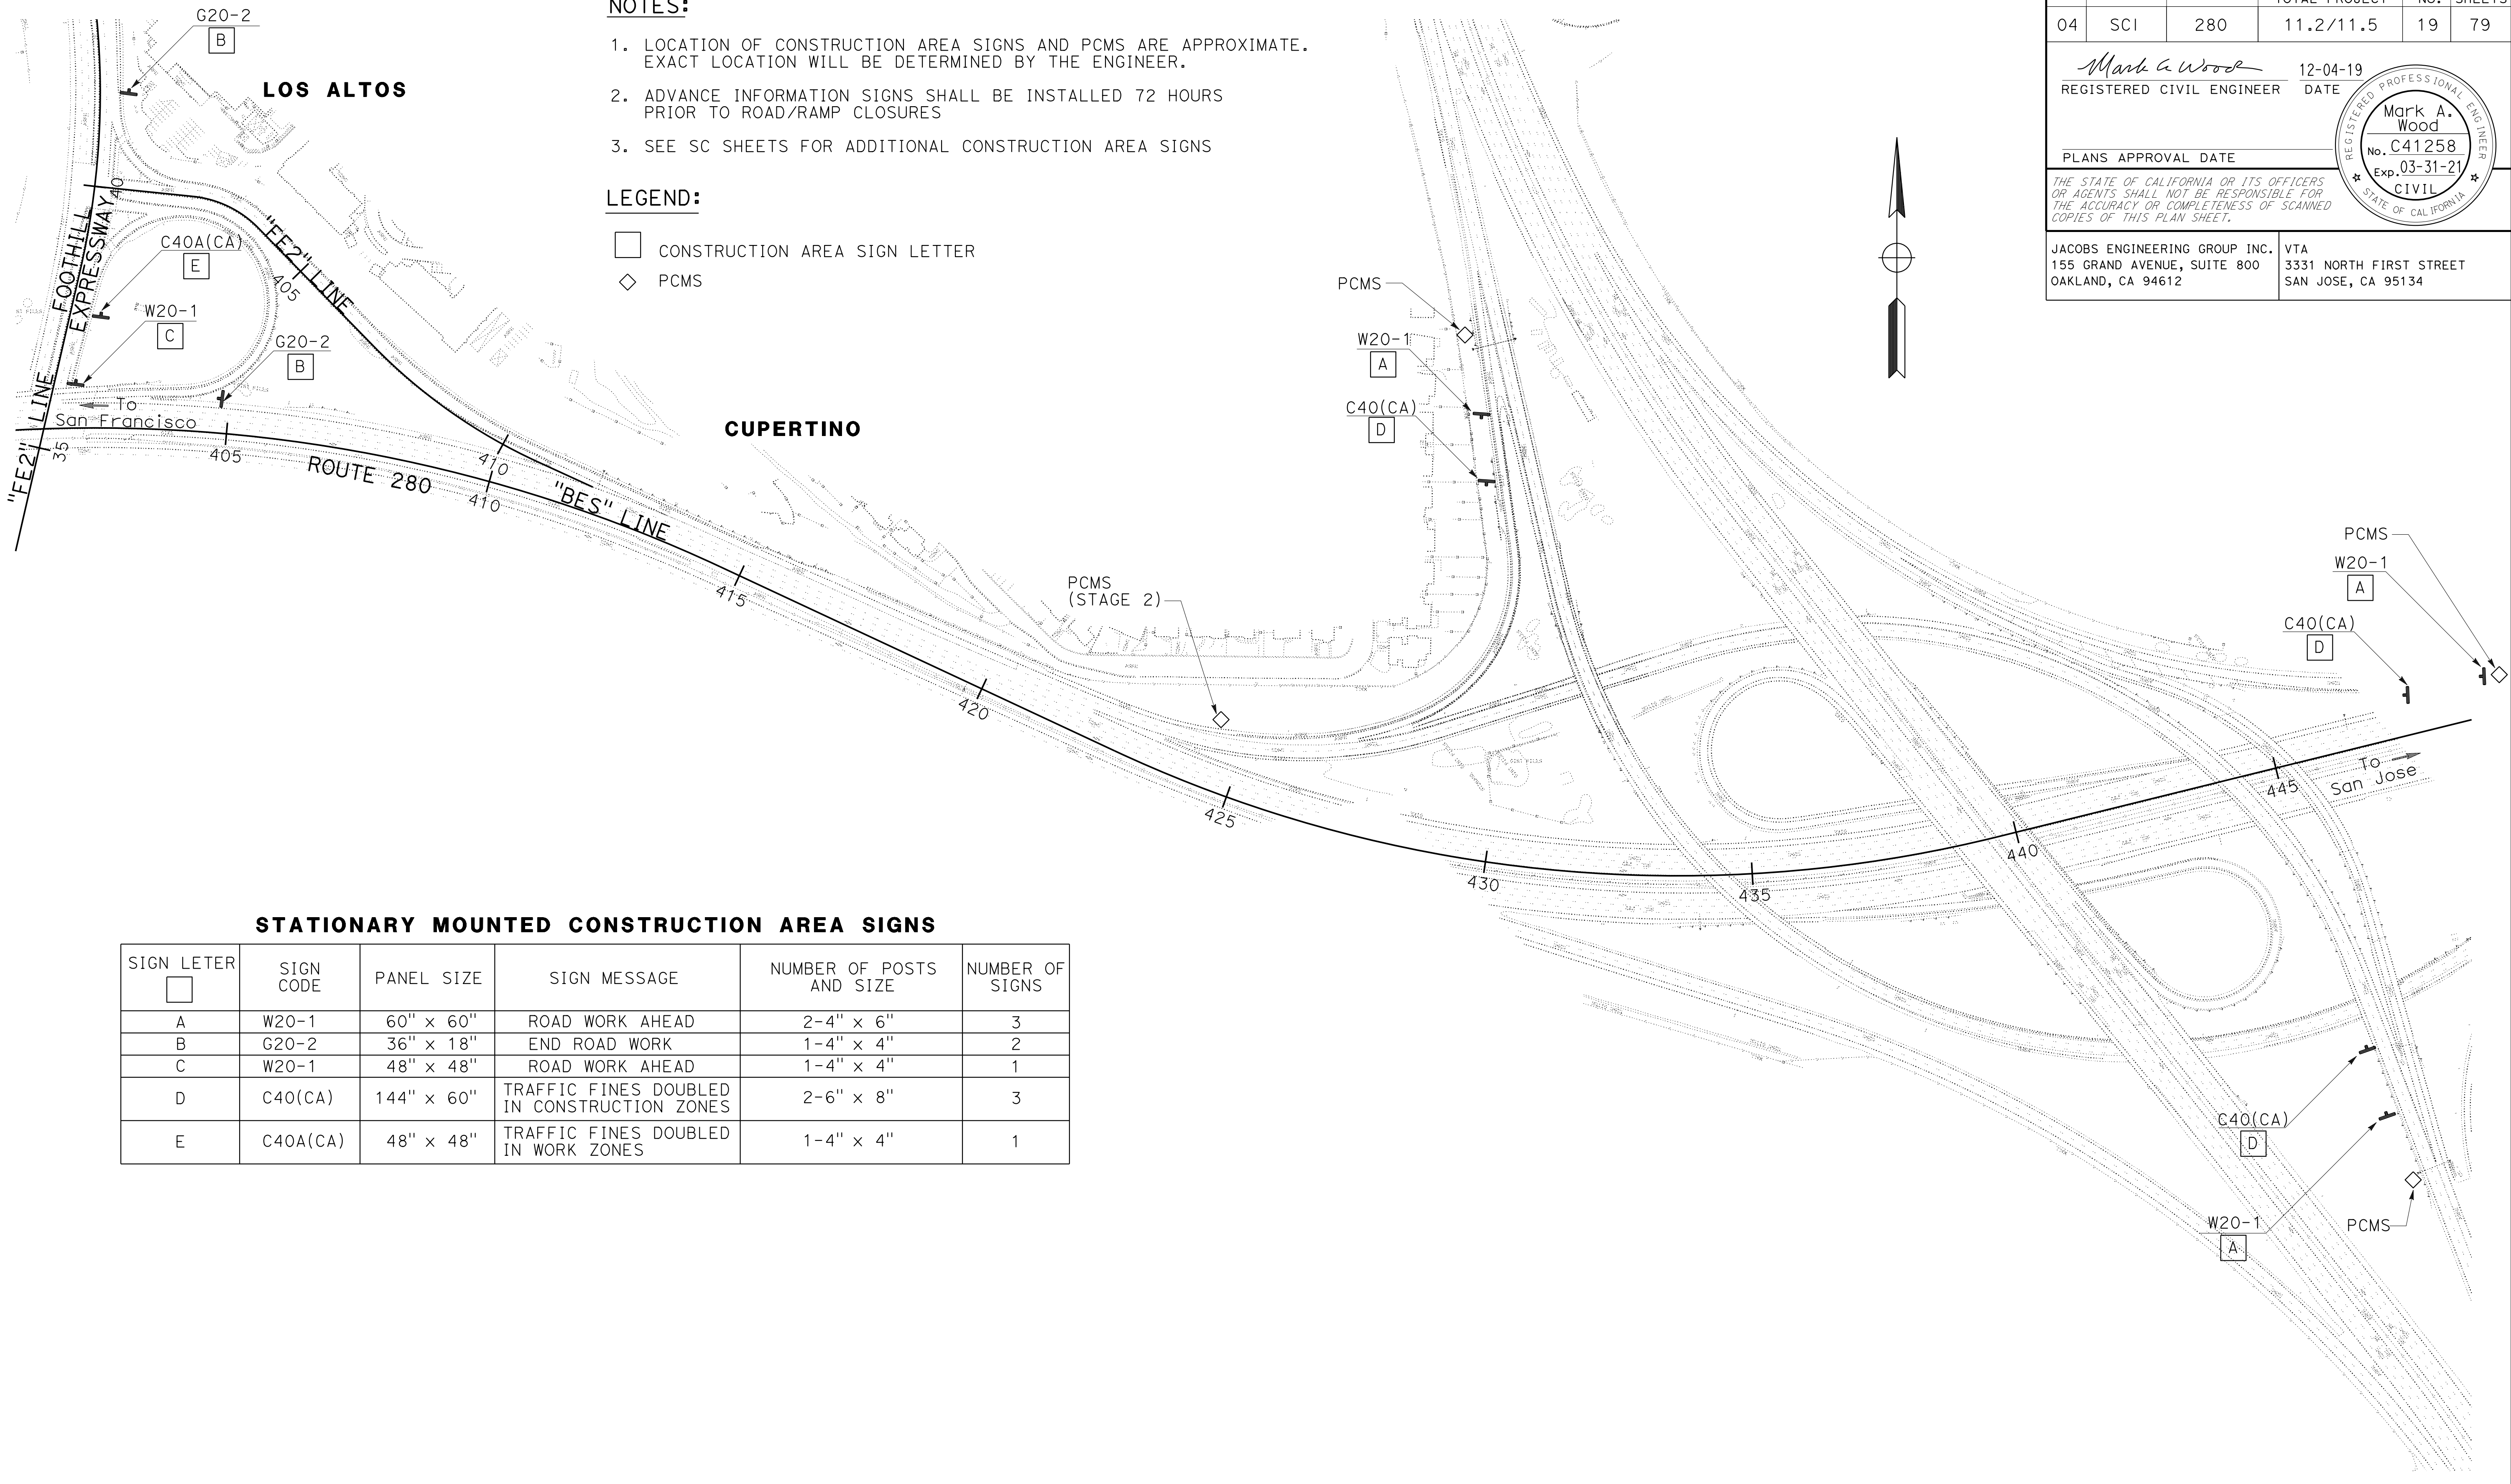 NOTES:
1. LOCATION OF CONSTRUCTION AREA SIGNS AND PCMS ARE APPROXIMATE.
EXACT LOCATION WILL BE DETERMINED BY THE ENGINEER.
2. ADVANCE INFORMATION SIGNS SHALL BE INSTALLED 72 HOURS
PRIOR TO ROAD/RAMP CLOSURES
3. SEE SC SHEETS FOR ADDITIONAL CONSTRUCTION AREA SIGNS
LEGEND:
CONSTRUCTION AREA SIGN LETTER
PCMS
TOTAL PROJECT NO. SHEETS
04 SCl 280 11.2/11.5 19 79
Mark A Wood 12-04-19
REGISTERED CIVIL ENGINEER DATE
PLANS APPROVAL DATE
REGISTERED PROFESSIONAL ENGINEER
Mark A.
Wood
No. C41258
Exp. 03-31-21
CIVIL
STATE OF CALIFORNIA
THE STATE OF CALIFORNIA OR ITS OFFICERS
OR AGENTS SHALL NOT BE RESPONSIBLE FOR
THE ACCURACY OR COMPLETENESS OF SCANNED
COPIES OF THIS PLAN SHEET.
JACOBS ENGINEERING GROUP INC.
155 GRAND AVENUE, SUITE 800
OAKLAND, CA 94612
VTA
3331 NORTH FIRST STREET
SAN JOSE, CA 95134
G20-2
B
LOS ALTOS
40
FOOTHILL
EXPRESSWAY
"FE2" LINE
405
C40A(CA)
E
W20-1
C
G20-2
B
To
San Francisco
"FE2" LINE
35
405
ROUTE 280
410
410
"BES" LINE
CUPERTINO
415
420
425
430
435
440
445
To
San Jose
PCMS
(STAGE 2)
PCMS
W20-1
A
C40(CA)
D
PCMS
W20-1
A
C40(CA)
D
C40(CA)
D
W20-1
A
PCMS
STATIONARY MOUNTED CONSTRUCTION AREA SIGNS
SIGN LETER SIGN CODE PANEL SIZE SIGN MESSAGE NUMBER OF POSTS AND SIZE NUMBER OF SIGNS
A W20-1 60" x 60" ROAD WORK AHEAD 2-4" x 6" 3
B G20-2 36" x 18" END ROAD WORK 1-4" x 4" 2
C W20-1 48" x 48" ROAD WORK AHEAD 1-4" x 4" 1
D C40(CA) 144" x 60" TRAFFIC FINES DOUBLED IN CONSTRUCTION ZONES 2-6" x 8" 3
E C40A(CA) 48" x 48" TRAFFIC FINES DOUBLED IN WORK ZONES 1-4" x 4" 1